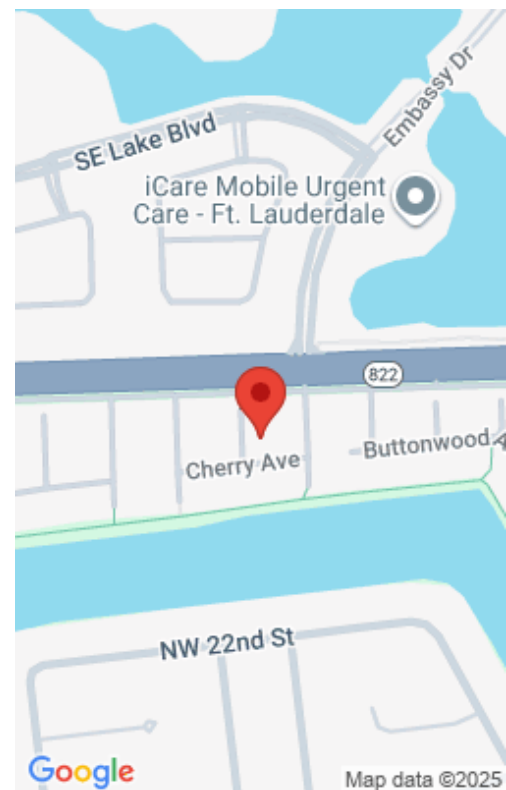 Embassy Dr
SE Lake Blvd
iCare Mobile Urgent
Care - Ft. Lauderdale
822
Buttonwood
Cherry Ave
NW 22nd St
Google
Map data ©2025